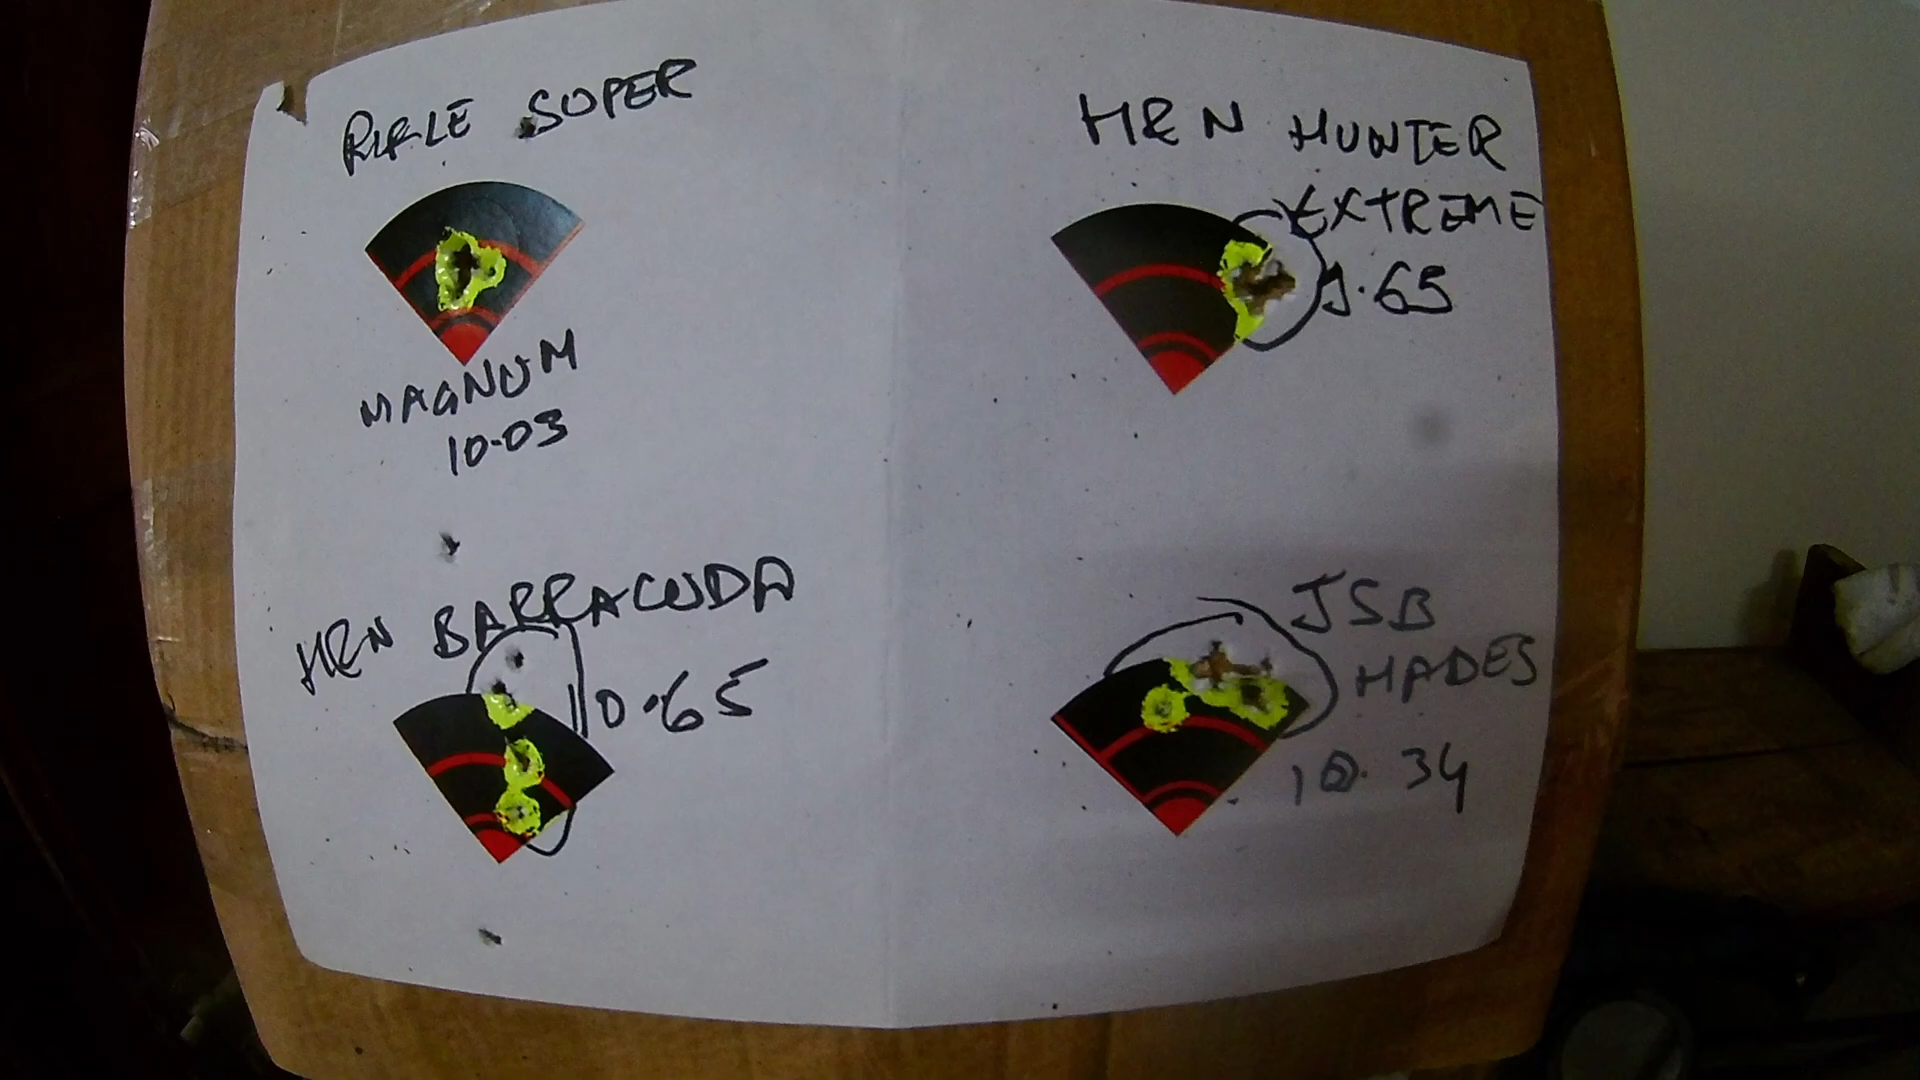 RIFLE SUPER
MAGNUM
10.03
H&N HUNTER
EXTREME
9.65
H&N BARRACUDA
10.65
JSB
HADES
10.34